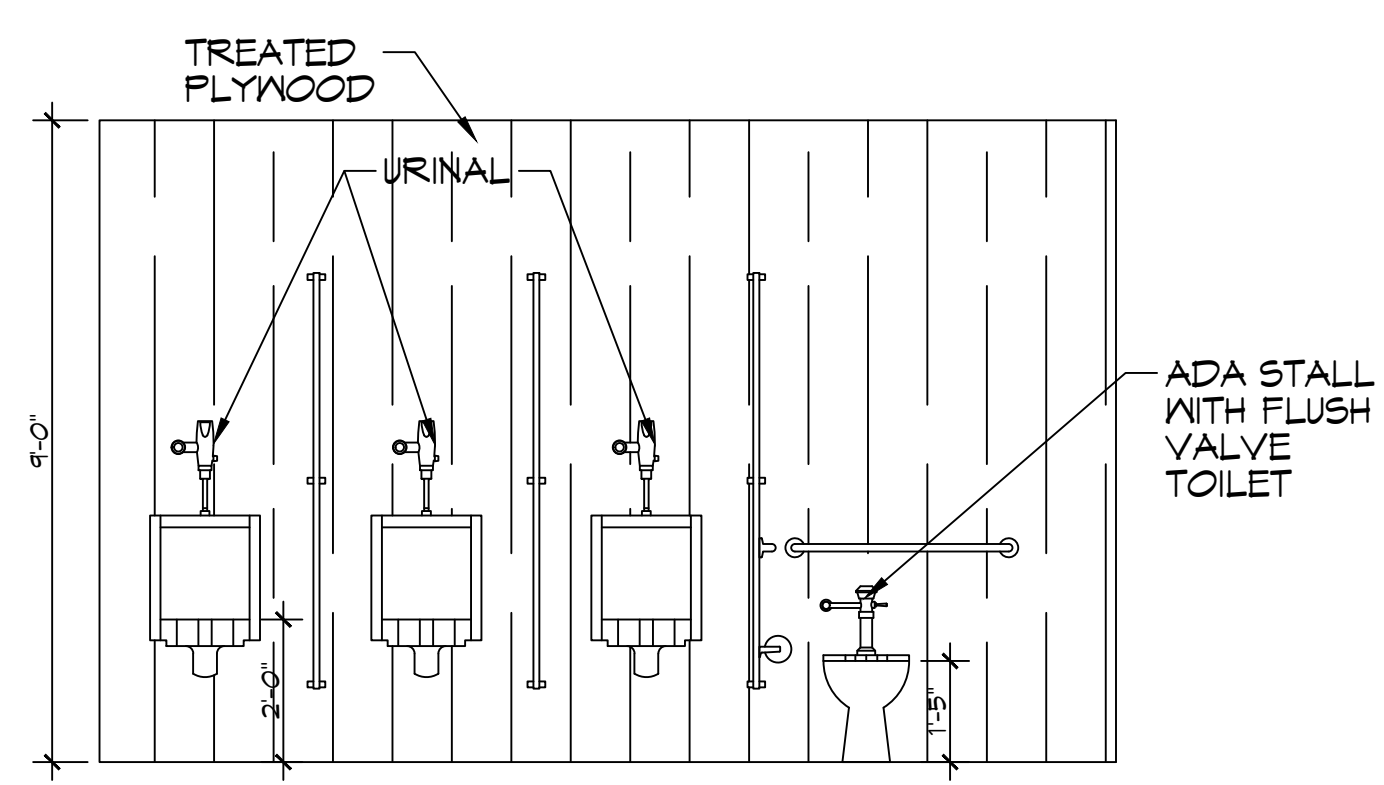 TREATED
PLYWOOD
URINAL
9'-0"
ADA STALL
WITH FLUSH
VALVE
TOILET
2'-0"
1'-5"